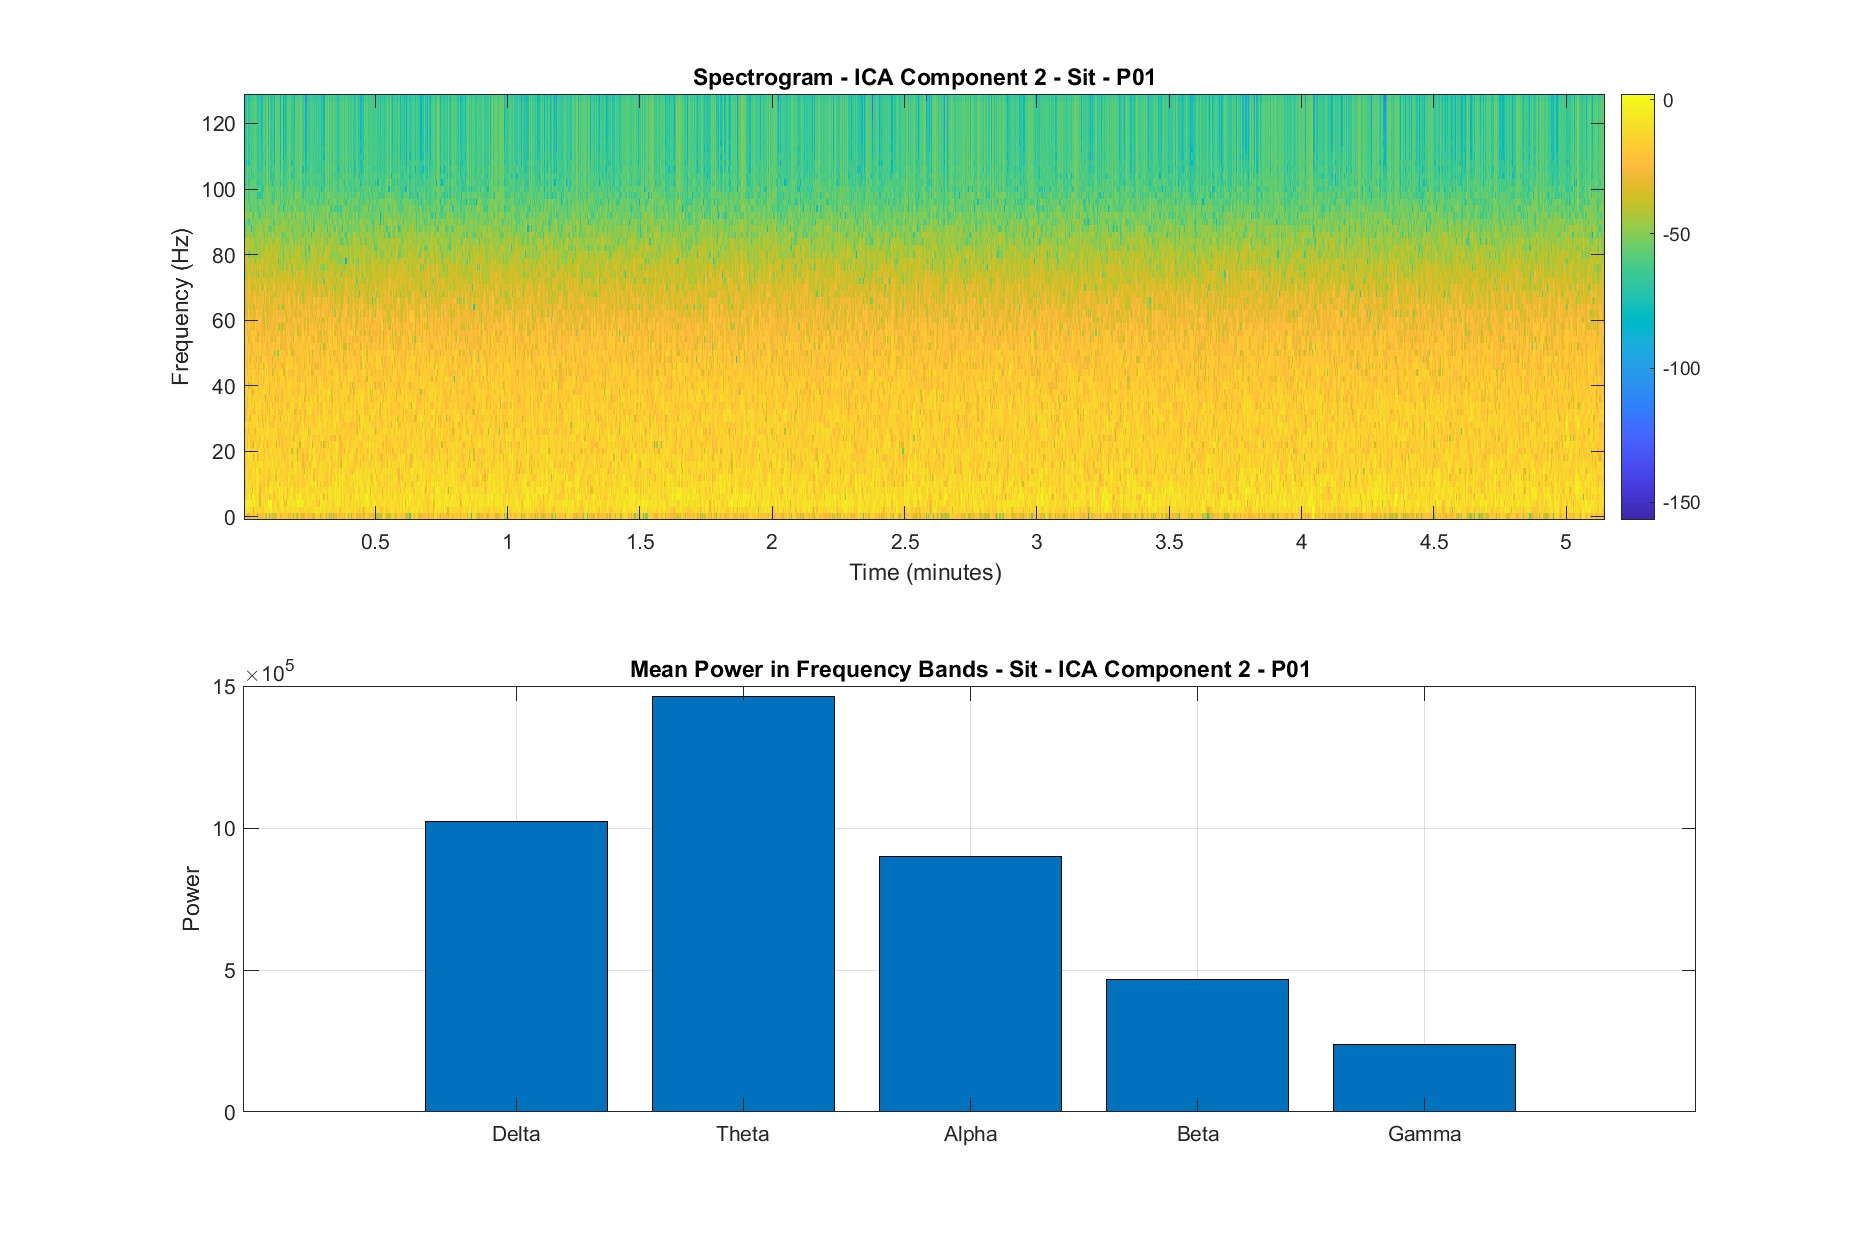 Spectrogram - ICA Component 2 - Sit - P01
120
100
80
60
40
20
0
Frequency (Hz)
0.5 1 1.5 2 2.5 3 3.5 4 4.5 5
Time (minutes)
0
-50
-100
-150
Mean Power in Frequency Bands - Sit - ICA Component 2 - P01
×10^5
15
10
5
0
Power
Delta Theta Alpha Beta Gamma